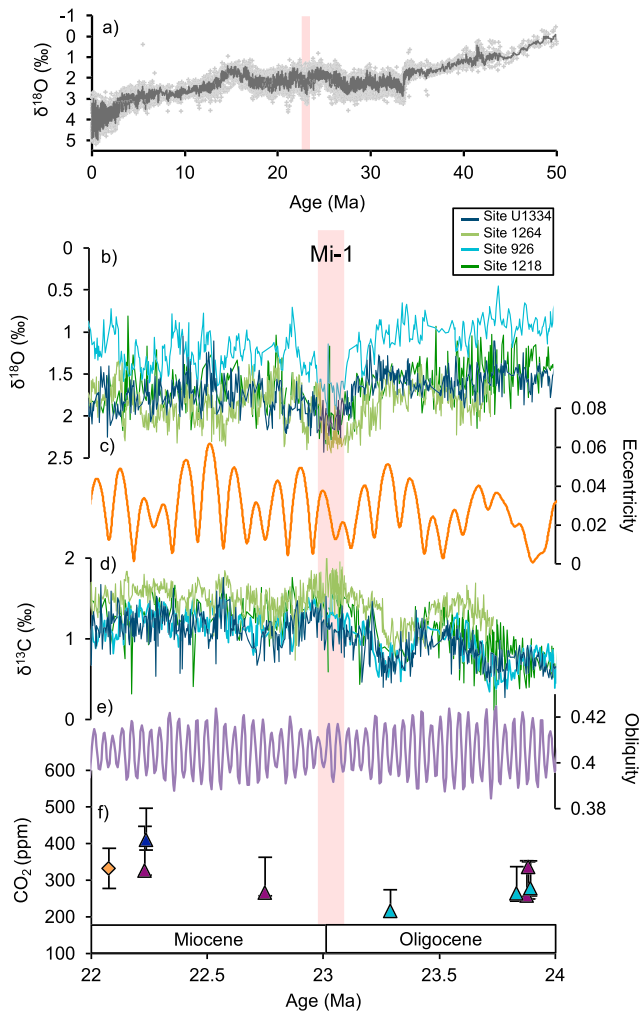 a)
δ18O (‰)
-1
0
1
2
3
4
5
0 10 20 30 40 50
Age (Ma)
Site U1334
Site 1264
Site 926
Site 1218
b)
Mi-1
δ18O (‰)
0
0.5
1
1.5
2
2.5
c)
Eccentricity
0.08
0.06
0.04
0.02
0
d)
δ13C (‰)
2
1
0
e)
Obliquity
0.42
0.4
0.38
f)
CO2 (ppm)
600
500
400
300
200
100
Miocene Oligocene
22 22.5 23 23.5 24
Age (Ma)